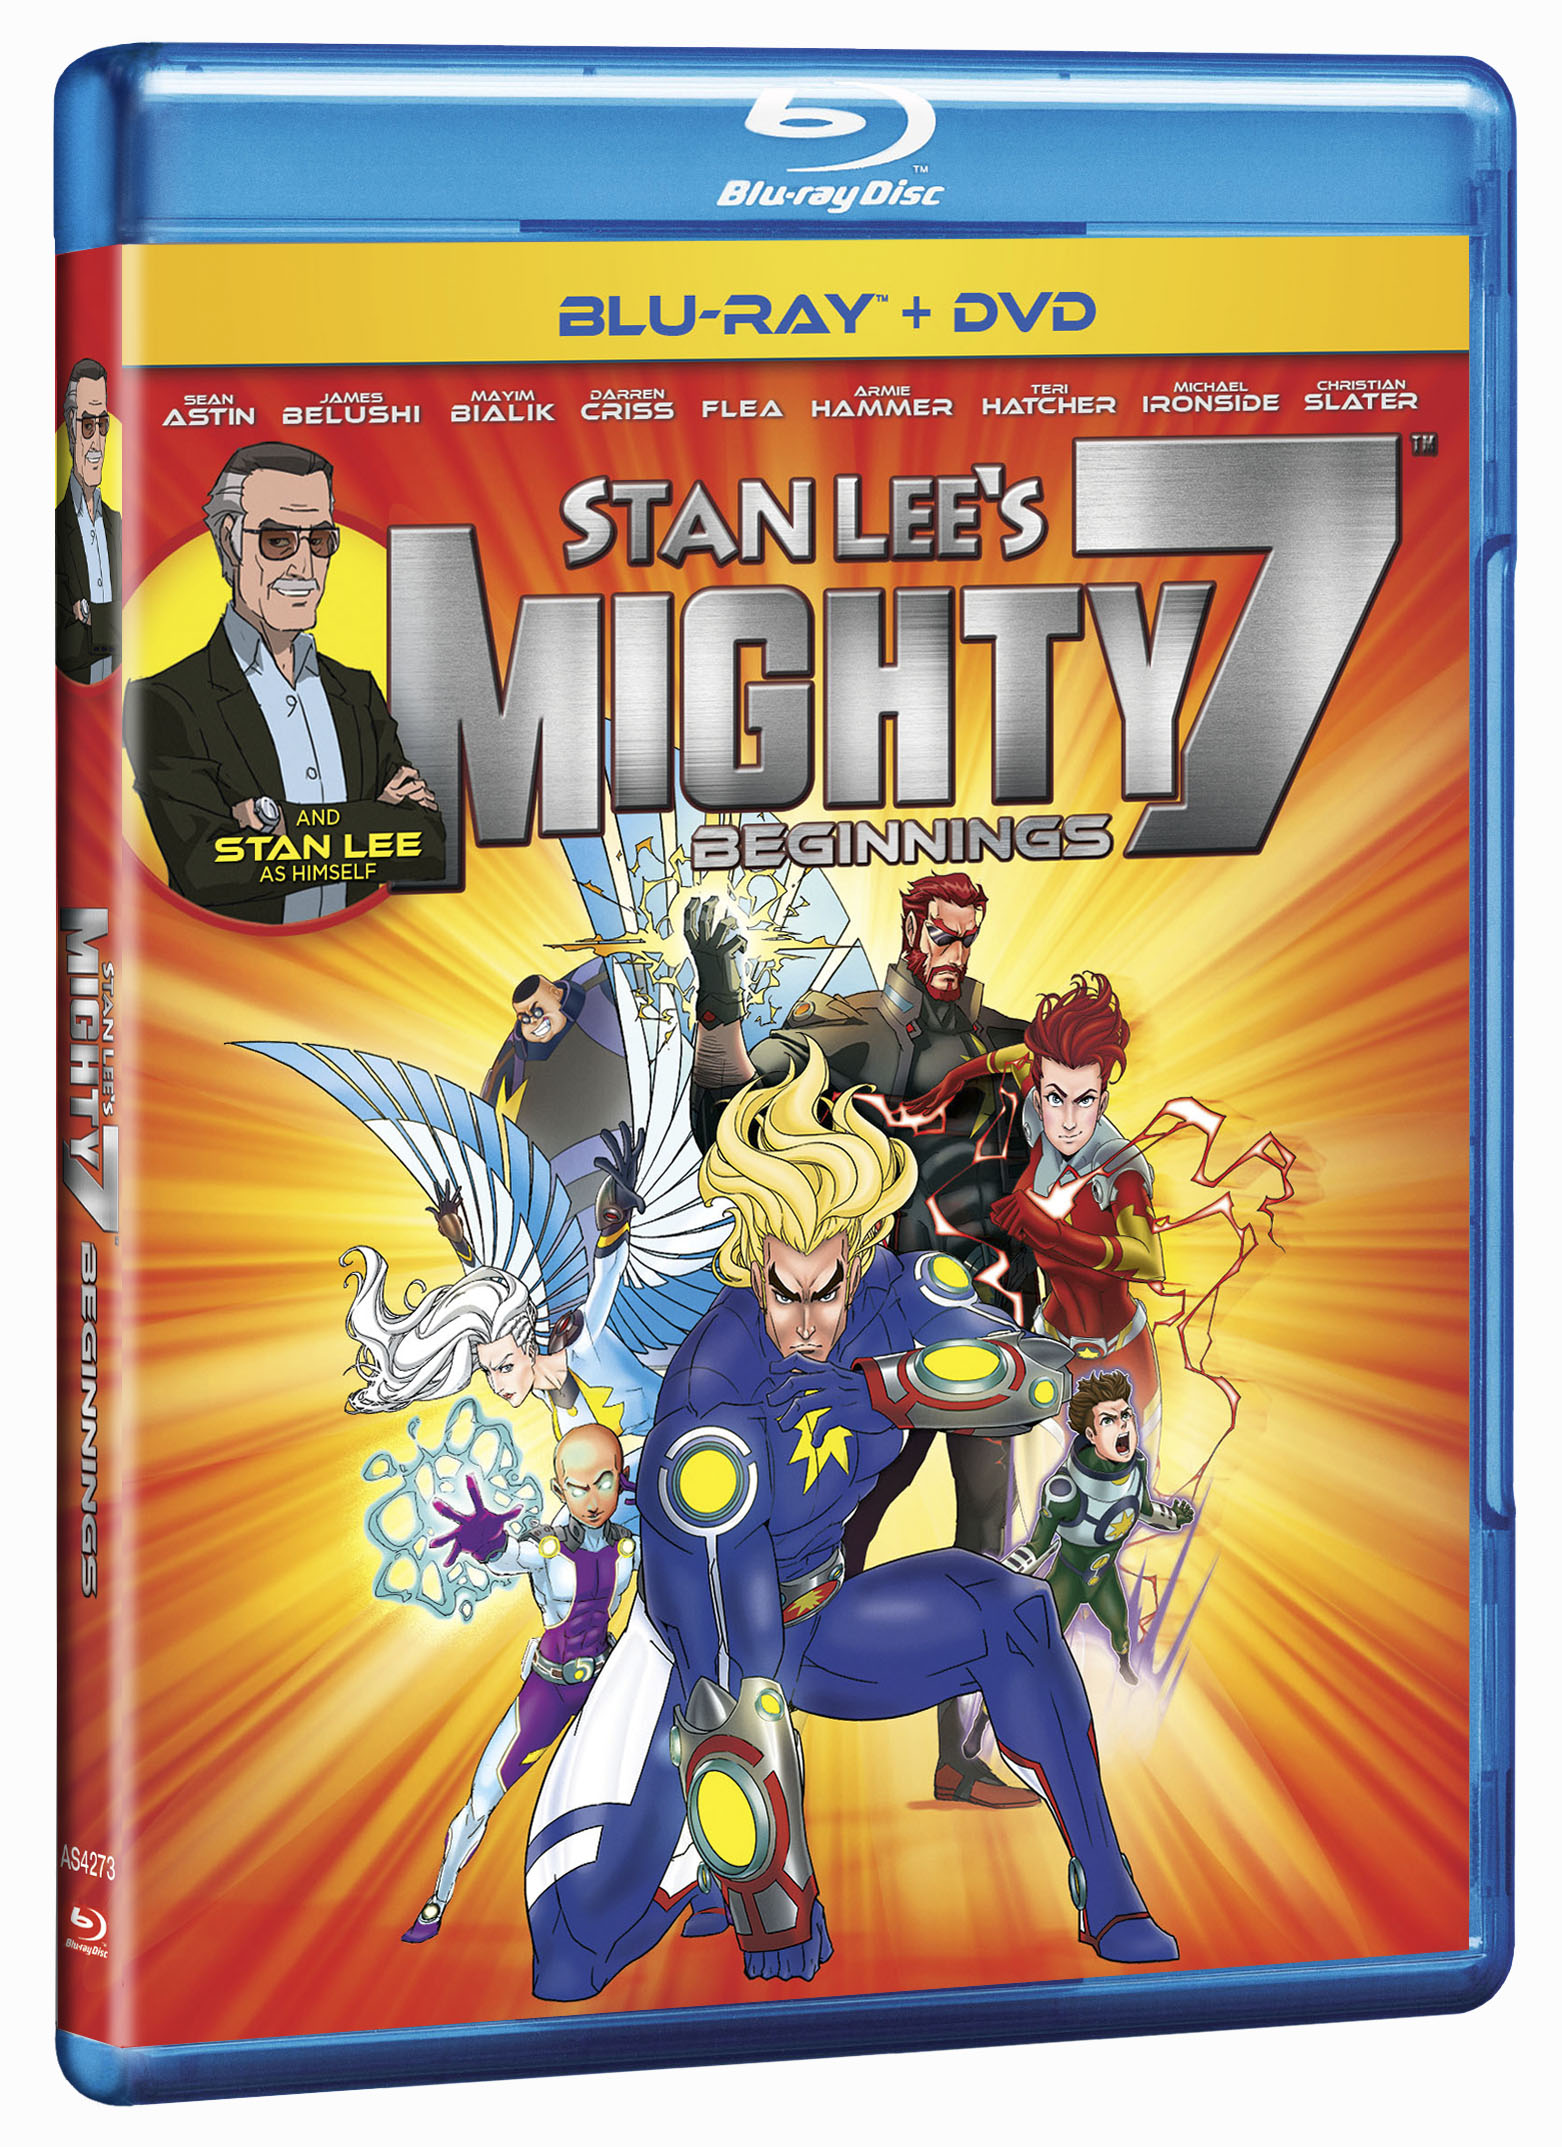 Blu-ray Disc™
BLU-RAY™ + DVD
SEAN ASTIN
JAMES BELUSHI
MAYIM BIALIK
DARREN CRISS
FLEA
ARMIE HAMMER
TERI HATCHER
MICHAEL IRONSIDE
CHRISTIAN SLATER
STAN LEE'S
MIGHTY 7™
BEGINNINGS
AND
STAN LEE
AS HIMSELF
STAN LEE'S
MIGHTY 7
BEGINNINGS
AS4273
Blu-ray Disc